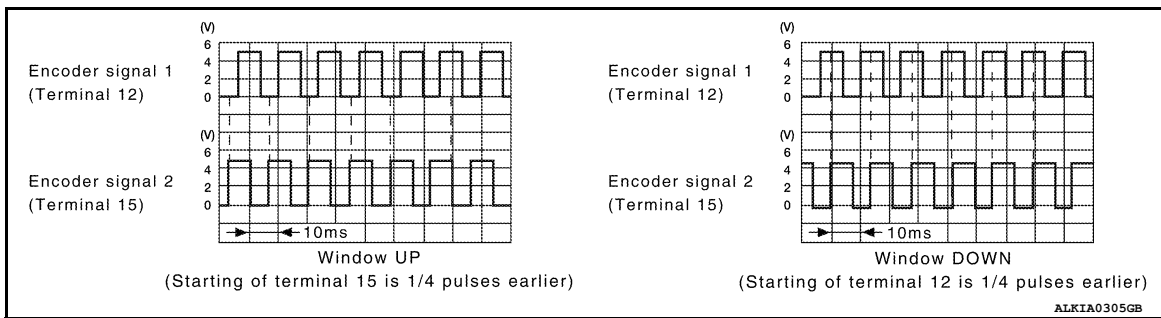 (V)
6
4
2
0
Encoder signal 1
(Terminal 12)
(V)
6
4
2
0
Encoder signal 2
(Terminal 15)
10ms
Window UP
(Starting of terminal 15 is 1/4 pulses earlier)
(V)
6
4
2
0
Encoder signal 1
(Terminal 12)
(V)
6
4
2
0
Encoder signal 2
(Terminal 15)
10ms
Window DOWN
(Starting of terminal 12 is 1/4 pulses earlier)
ALKIA0305GB